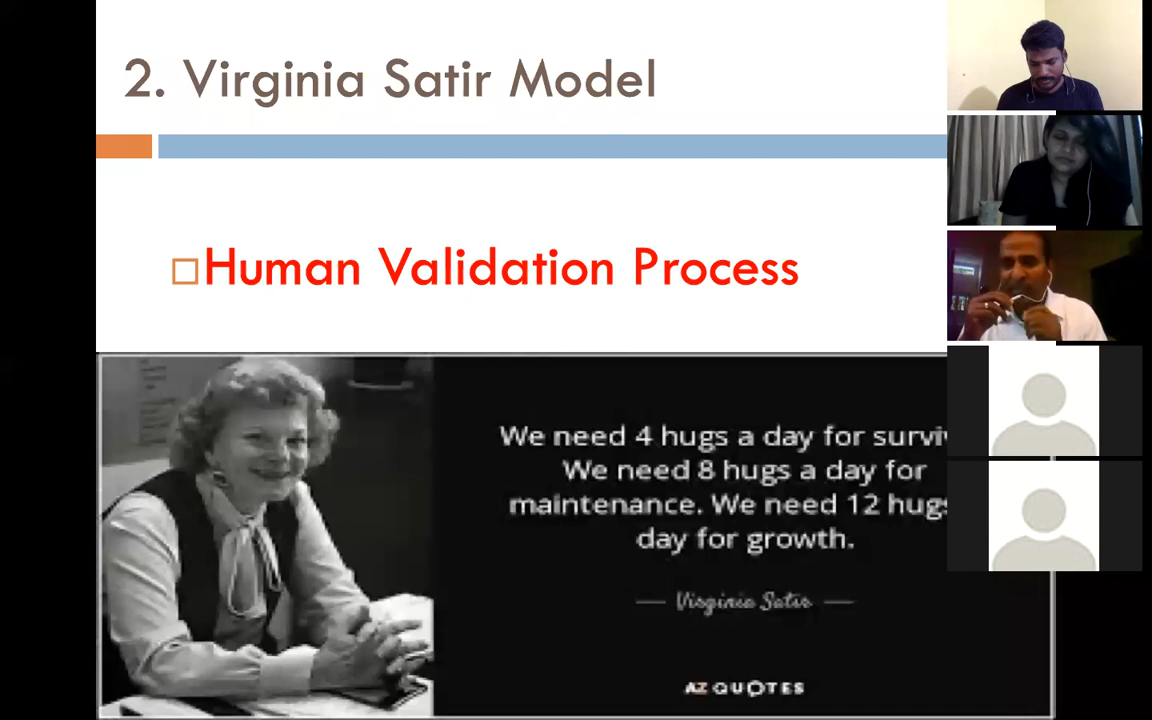 2. Virginia Satir Model
Human Validation Process
We need 4 hugs a day for
We need 8 hugs a day for
maintenance. We need 12 hugs
day for growth.
— Virginia Satir —
AZ QUOTES